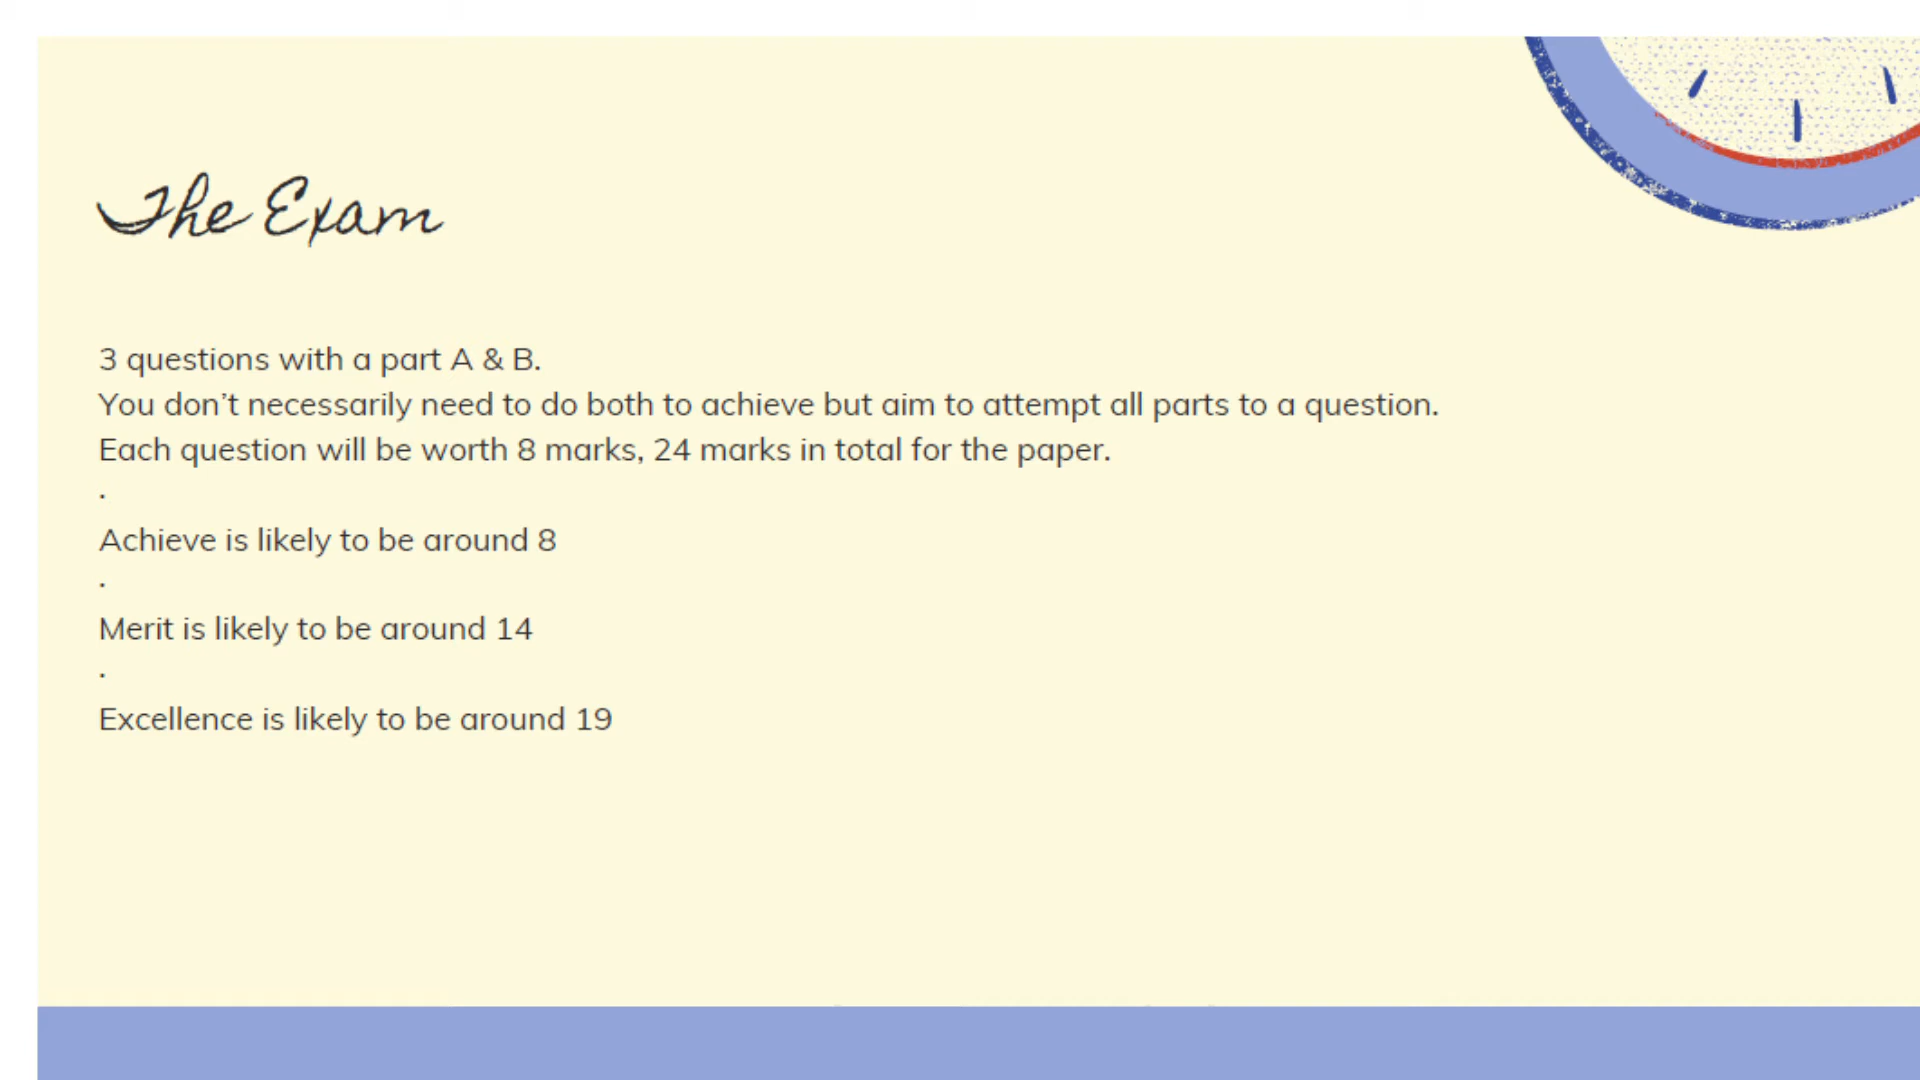 The Exam
3 questions with a part A & B.
You don’t necessarily need to do both to achieve but aim to attempt all parts to a question.
Each question will be worth 8 marks, 24 marks in total for the paper.
.
Achieve is likely to be around 8
.
Merit is likely to be around 14
.
Excellence is likely to be around 19